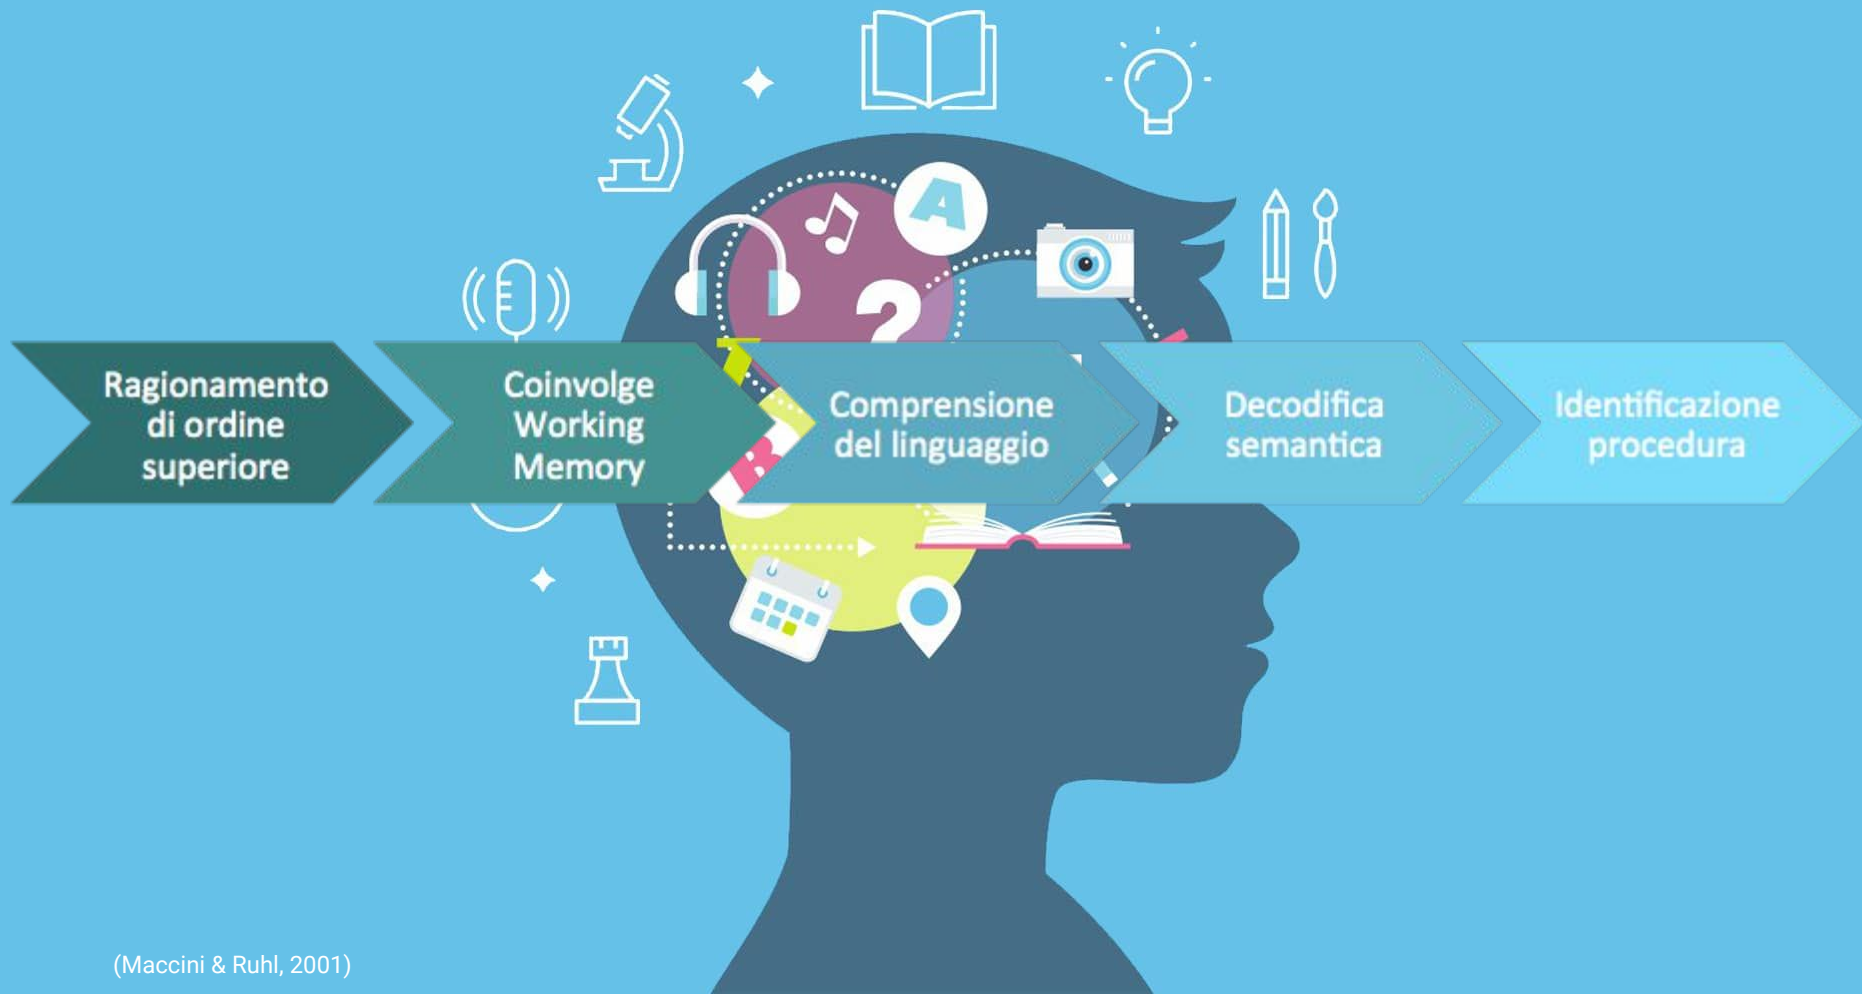 A
?
Ragionamento
di ordine
superiore
Coinvolge
Working
Memory
Comprensione
del linguaggio
Decodifica
semantica
Identificazione
procedura
(Maccini & Ruhl, 2001)